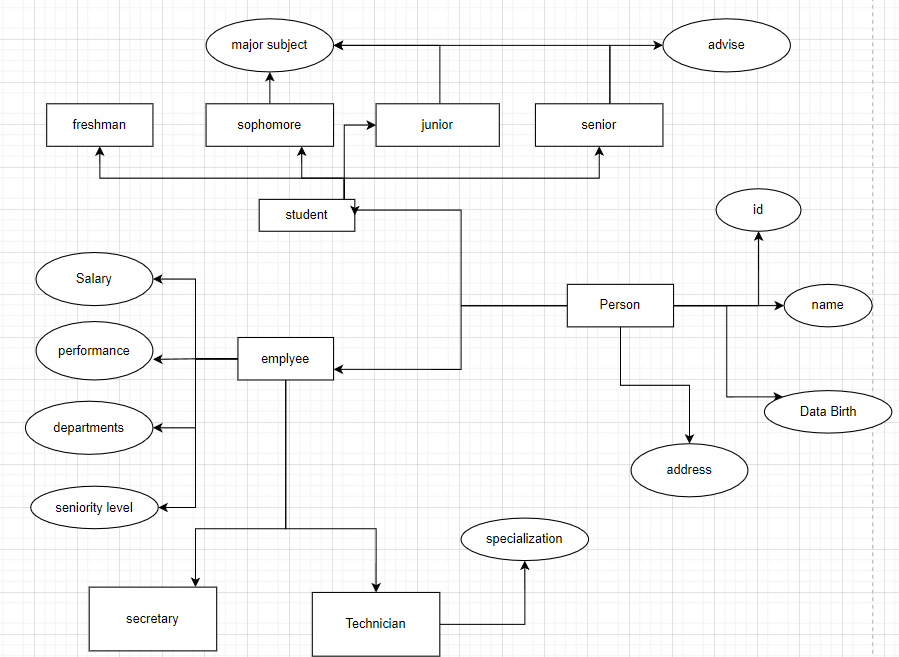 major subject
advise
freshman
sophomore
junior
senior
student
id
Salary
Person
name
performance
emplyee
departments
Data Birth
address
seniority level
specialization
secretary
Technician